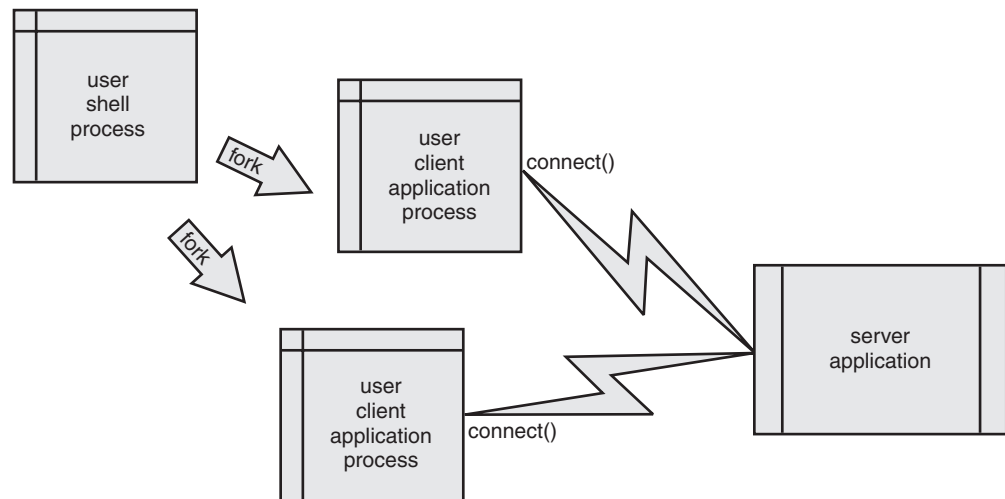 user
shell
process
fork
user
client
application
process
connect()
fork
server
application
user
client
application
process
connect()